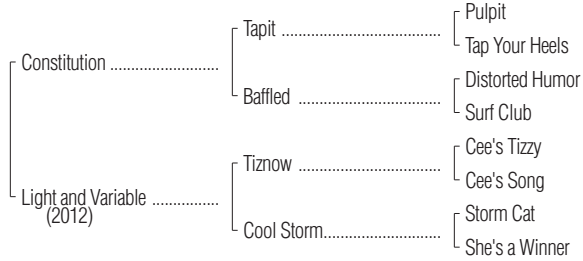 Pulpit
Tapit ........................................
Tap Your Heels
Constitution ..............................
Distorted Humor
Baffled ........................................
Surf Club
Cee's Tizzy
Tiznow ........................................
Cee's Song
Light and Variable ..................
(2012)
Storm Cat
Cool Storm.................................
She's a Winner